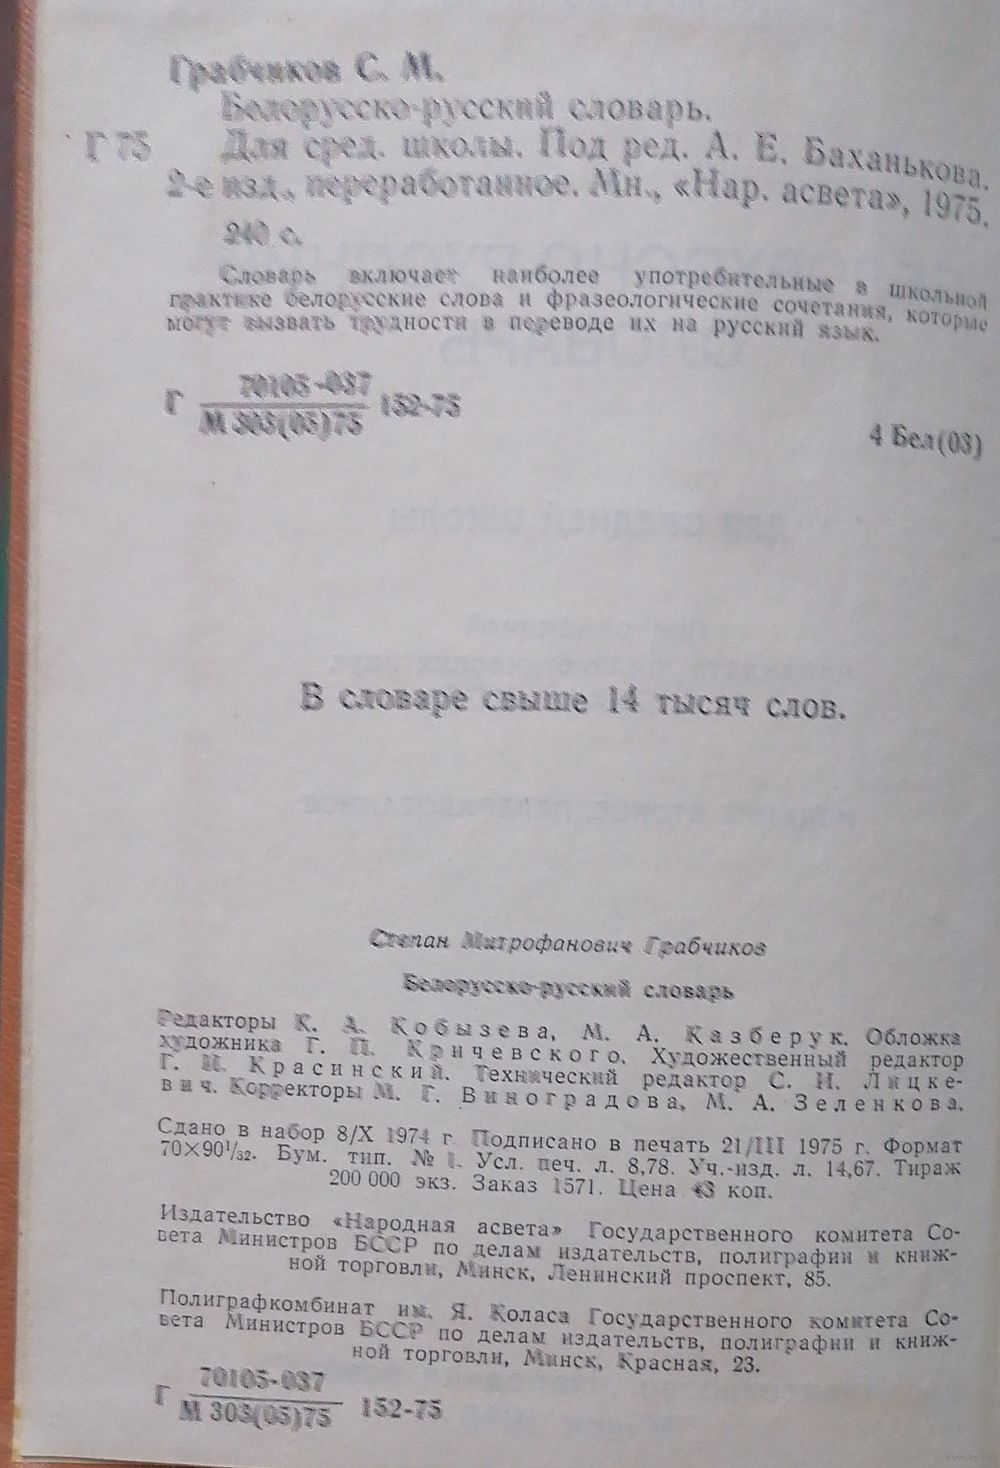 Грабчиков С. М.
Белорусско-русский словарь.
Г 75 Для сред. школы. Под ред. А. Е. Баханькова.
2-е изд., переработанное. Мн., «Нар. асвета», 1975.
240 с.
Словарь включает наиболее употребительные в школьной
практике белорусские слова и фразеологические сочетания, которые
могут вызвать трудности в переводе их на русский язык.
Г 70105-037
М 303(05)75 152-75
4 Бел(03)
В словаре свыше 14 тысяч слов.
Степан Митрофанович Грабчиков
Белорусско-русский словарь
Редакторы К. А. Кобызева, М. А. Казберук. Обложка
художника Г. П. Кричевского. Художественный редактор
Г. И. Красинский. Технический редактор С. И. Лицке-
вич. Корректоры М. Г. Виноградова, М. А. Зеленкова.
Сдано в набор 8/X 1974 г. Подписано в печать 21/III 1975 г. Формат
70×90 1/32. Бум. тип. № 1. Усл. печ. л. 8,78. Уч.-изд. л. 14,67. Тираж
200 000 экз. Заказ 1571. Цена 43 коп.
Издательство «Народная асвета» Государственного комитета Со-
вета Министров БССР по делам издательств, полиграфии и книж-
ной торговли, Минск, Ленинский проспект, 85.
Полиграфкомбинат им. Я. Коласа Государственного комитета Со-
вета Министров БССР по делам издательств, полиграфии и книж-
ной торговли, Минск, Красная, 23.
Г 70105-037
М 303(05)75 152-75